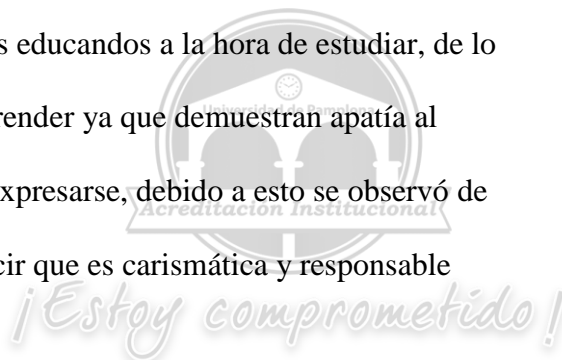 s educandos a la hora de estudiar, de lo
Universidad de Pamplona
render ya que demuestran apatía al
expresarse, debido a esto se observó de
Acreditación Institucional
cir que es carismática y responsable
¡Estoy comprometido!